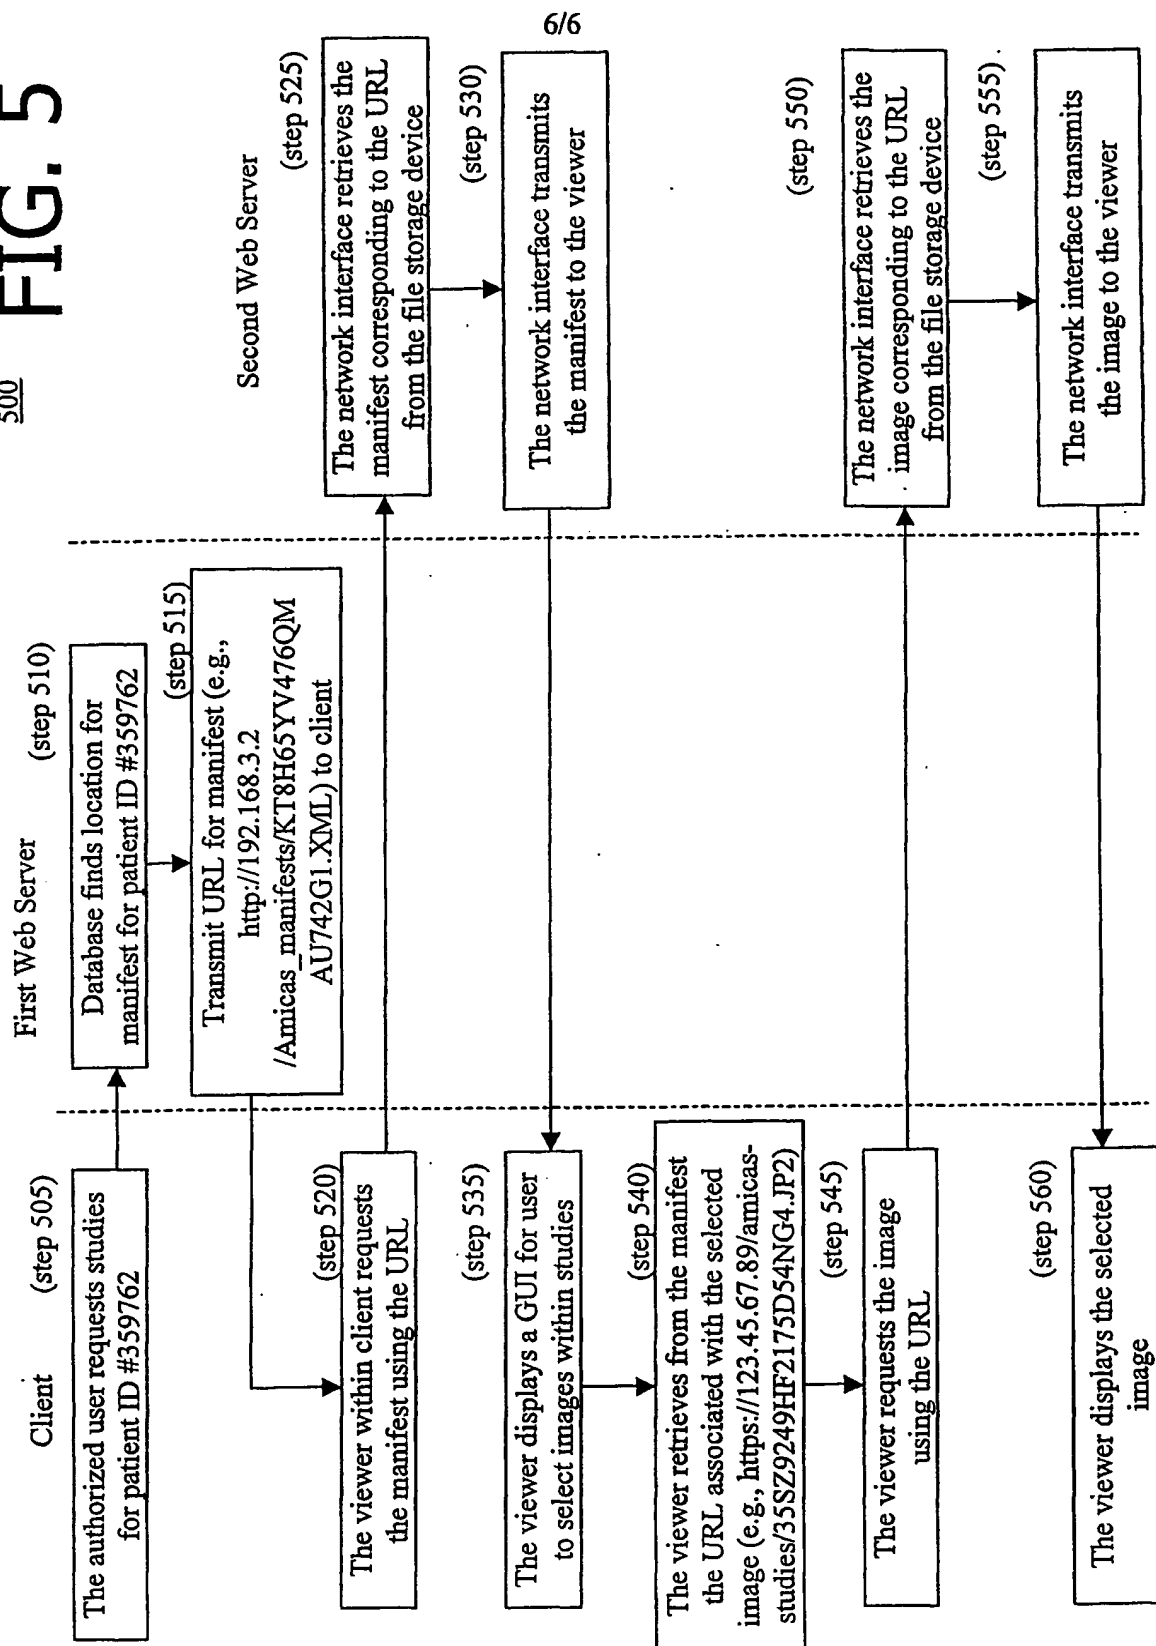 6/6
500
FIG. 5
Client
First Web Server
Second Web Server
(step 505)
The authorized user requests studies
for patient ID #359762
(step 510)
Database finds location for
manifest for patient ID #359762
(step 515)
Transmit URL for manifest (e.g.,
http://192.168.3.2
/Amicas_manifests/KT8H65YV476QM
AU742G1.XML) to client
(step 520)
The viewer within client requests
the manifest using the URL
(step 525)
The network interface retrieves the
manifest corresponding to the URL
from the file storage device
(step 530)
The network interface transmits
the manifest to the viewer
(step 535)
The viewer displays a GUI for user
to select images within studies
(step 540)
The viewer retrieves from the manifest
the URL associated with the selected
image (e.g., https://123.45.67.89/amicas-
studies/35SZ9249HF2175D54NG4.JP2)
(step 545)
The viewer requests the image
using the URL
(step 550)
The network interface retrieves the
image corresponding to the URL
from the file storage device
(step 555)
The network interface transmits
the image to the viewer
(step 560)
The viewer displays the selected
image